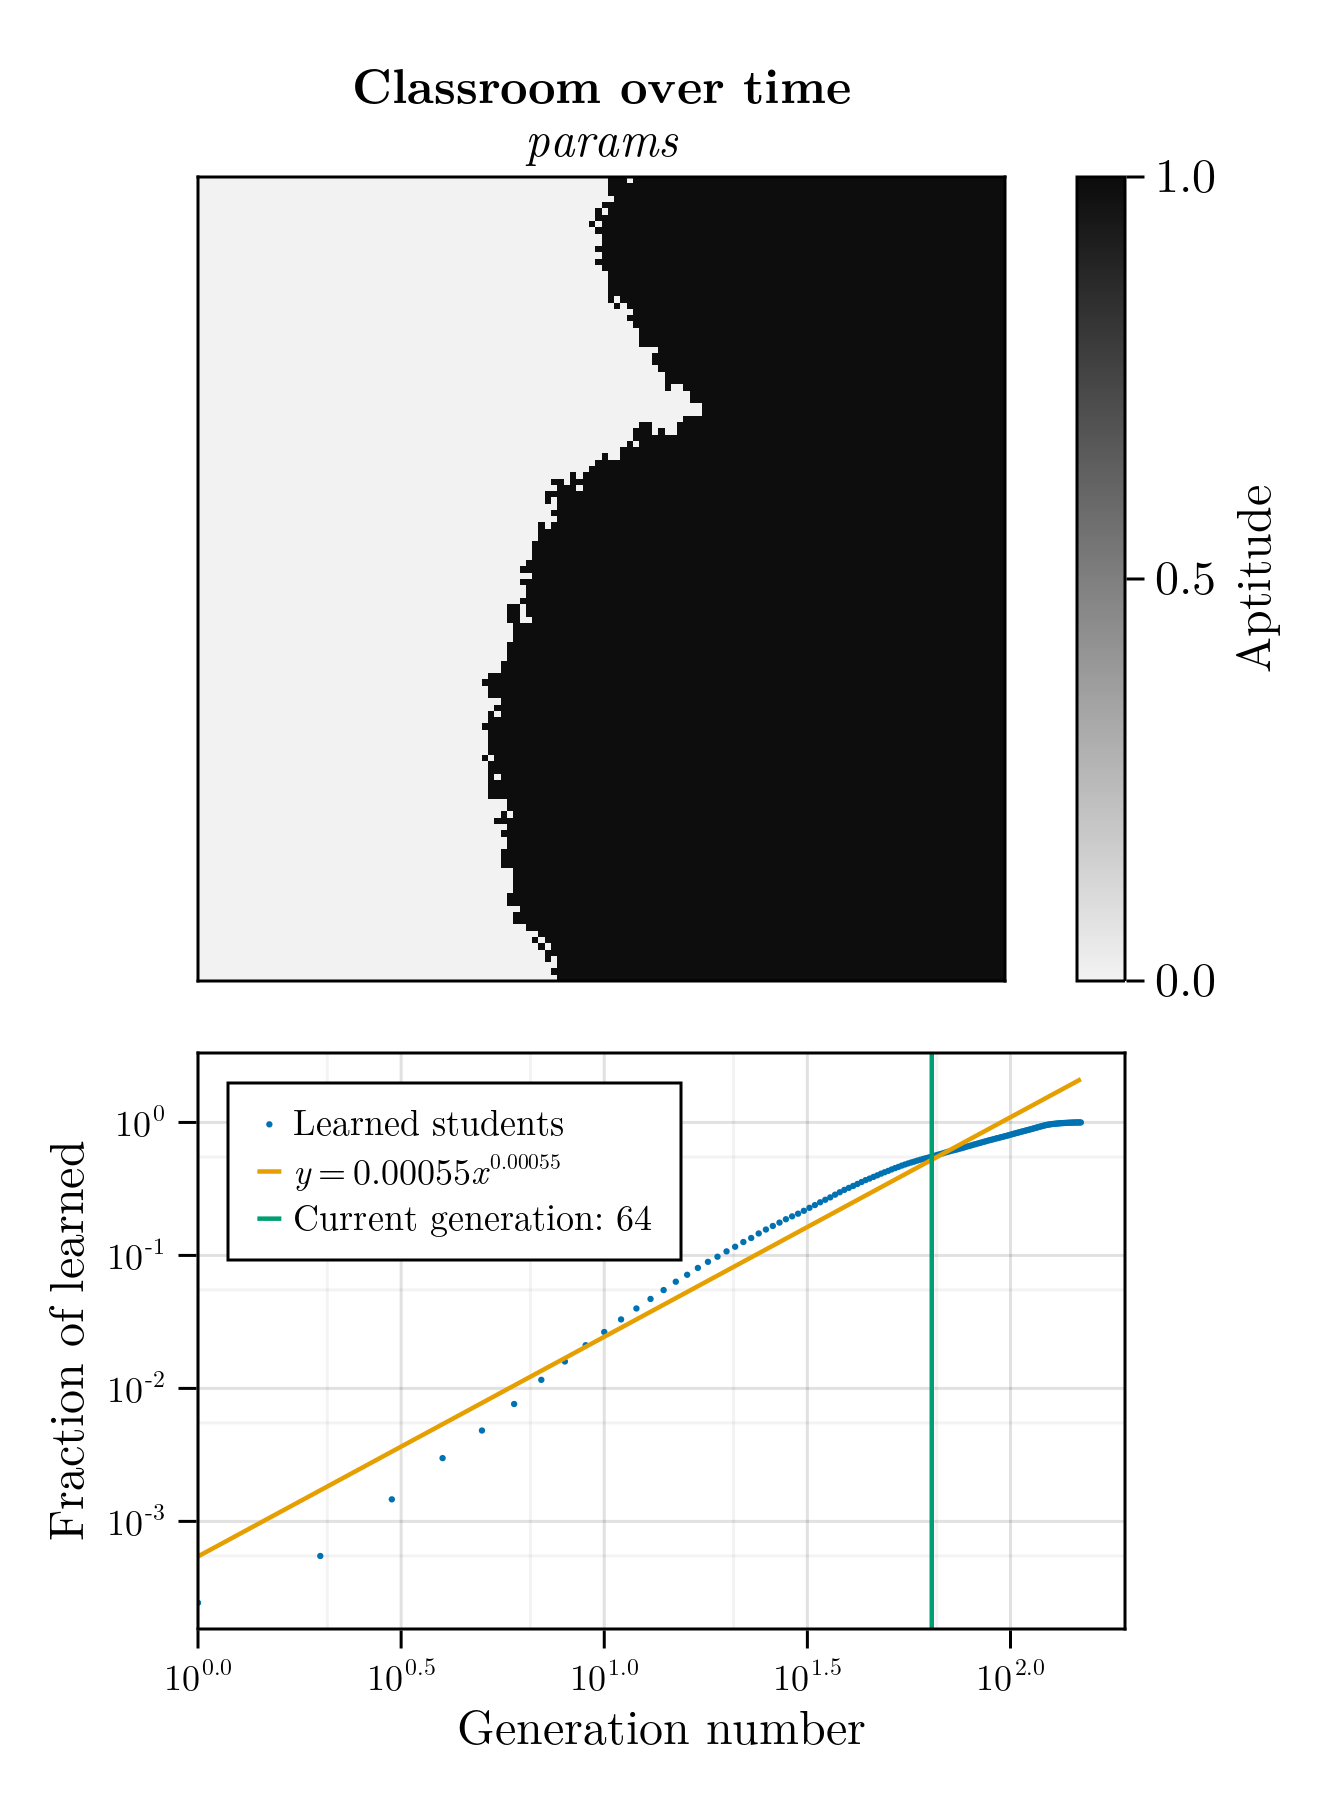 Classroom over time
params
1.0
0.5
0.0
Aptitude
Learned students
y = 0.00055x^0.00055
Current generation: 64
10^0
10^-1
10^-2
10^-3
Fraction of learned
10^0.0 10^0.5 10^1.0 10^1.5 10^2.0
Generation number